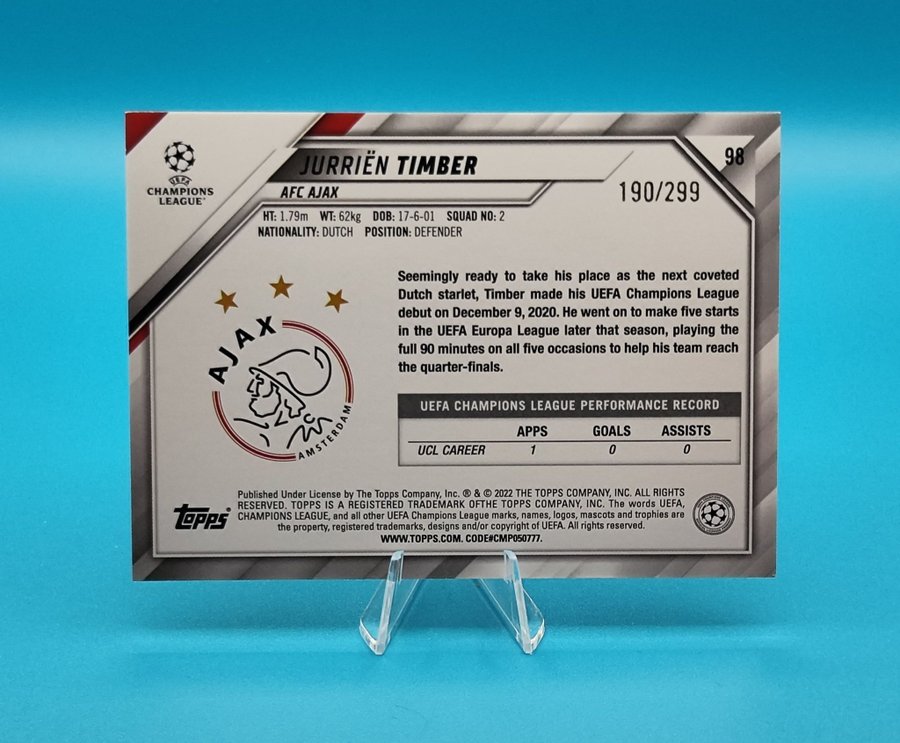 UEFA
CHAMPIONS
LEAGUE®
JURRIËN TIMBER
98
AFC AJAX
190/299
HT: 1.79m WT: 62kg DOB: 17-6-01 SQUAD NO: 2
NATIONALITY: DUTCH POSITION: DEFENDER
AJAX
AMSTERDAM
Seemingly ready to take his place as the next coveted
Dutch starlet, Timber made his UEFA Champions League
debut on December 9, 2020. He went on to make five starts
in the UEFA Europa League later that season, playing the
full 90 minutes on all five occasions to help his team reach
the quarter-finals.
UEFA CHAMPIONS LEAGUE PERFORMANCE RECORD
APPS GOALS ASSISTS
UCL CAREER 1 0 0
topps®
Published Under License by The Topps Company, Inc. ® & © 2022 THE TOPPS COMPANY, INC. ALL RIGHTS
RESERVED. TOPPS IS A REGISTERED TRADEMARK OFTHE TOPPS COMPANY, INC. The words UEFA,
CHAMPIONS LEAGUE, and all other UEFA Champions League marks, names, logos, mascots and trophies are
the property, registered trademarks, designs and/or copyright of UEFA. All rights reserved.
WWW.TOPPS.COM. CODE#CMP050777.